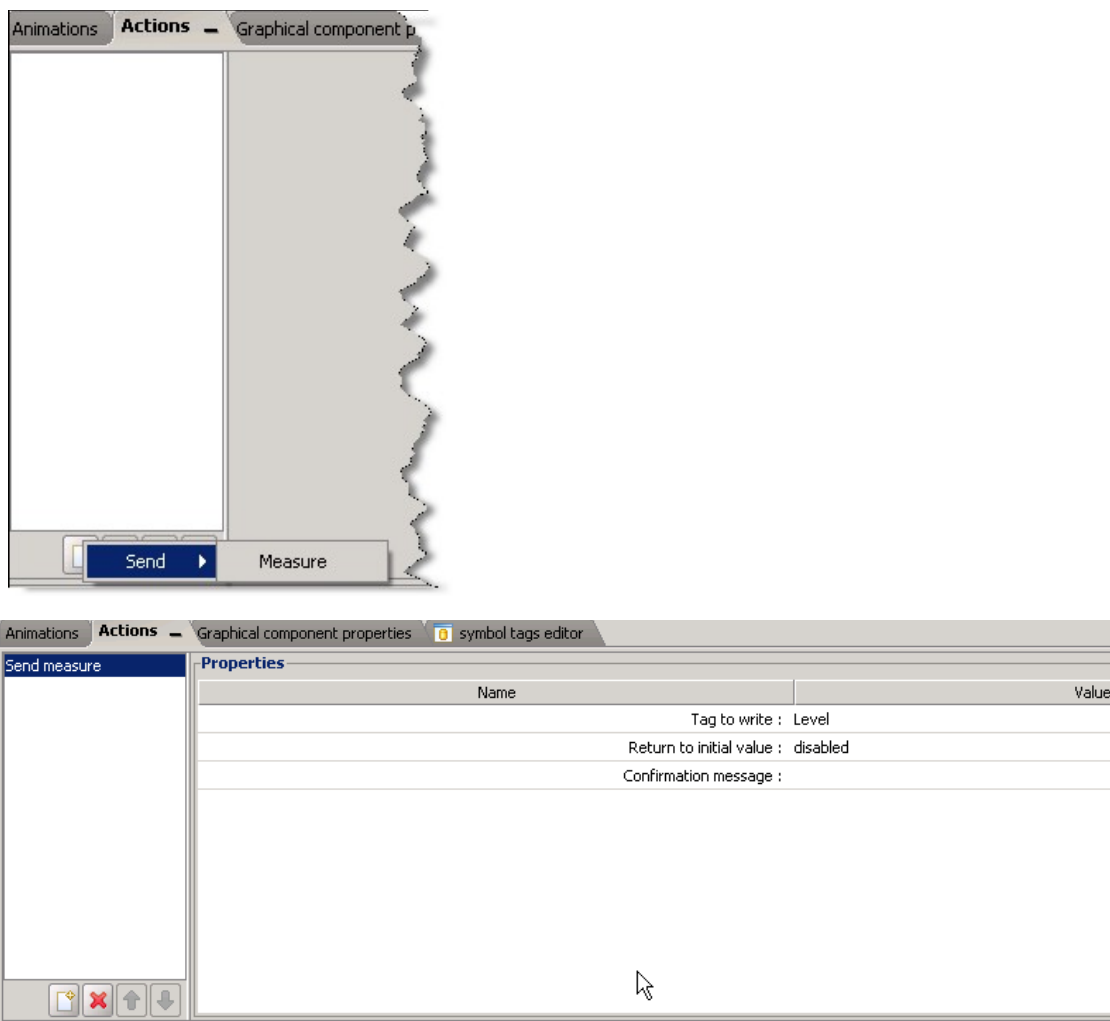 Animations Actions Graphical component p
Send Measure
Animations Actions Graphical component properties symbol tags editor
Send measure Properties
Name Value
Tag to write : Level
Return to initial value : disabled
Confirmation message :